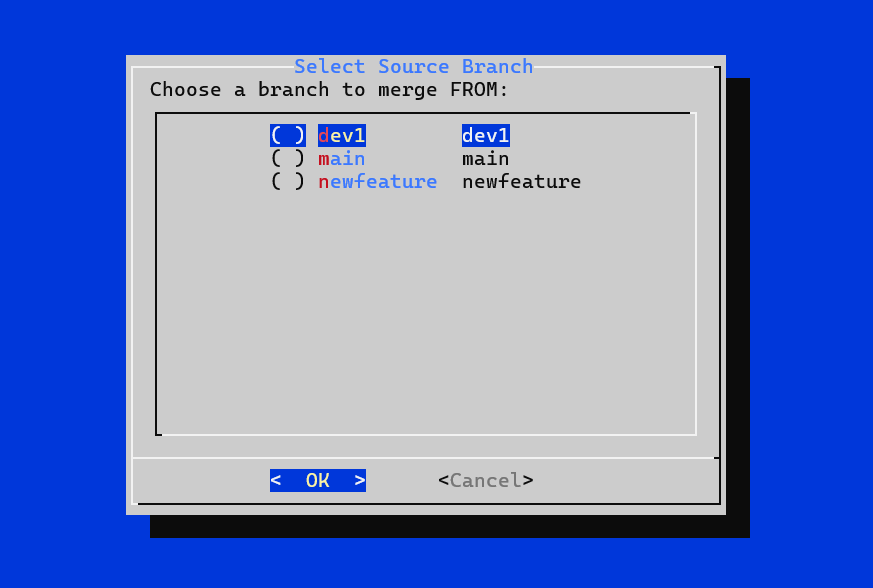 Select Source Branch
Choose a branch to merge FROM:
( ) dev1 dev1
( ) main main
( ) newfeature newfeature
< OK > <Cancel>